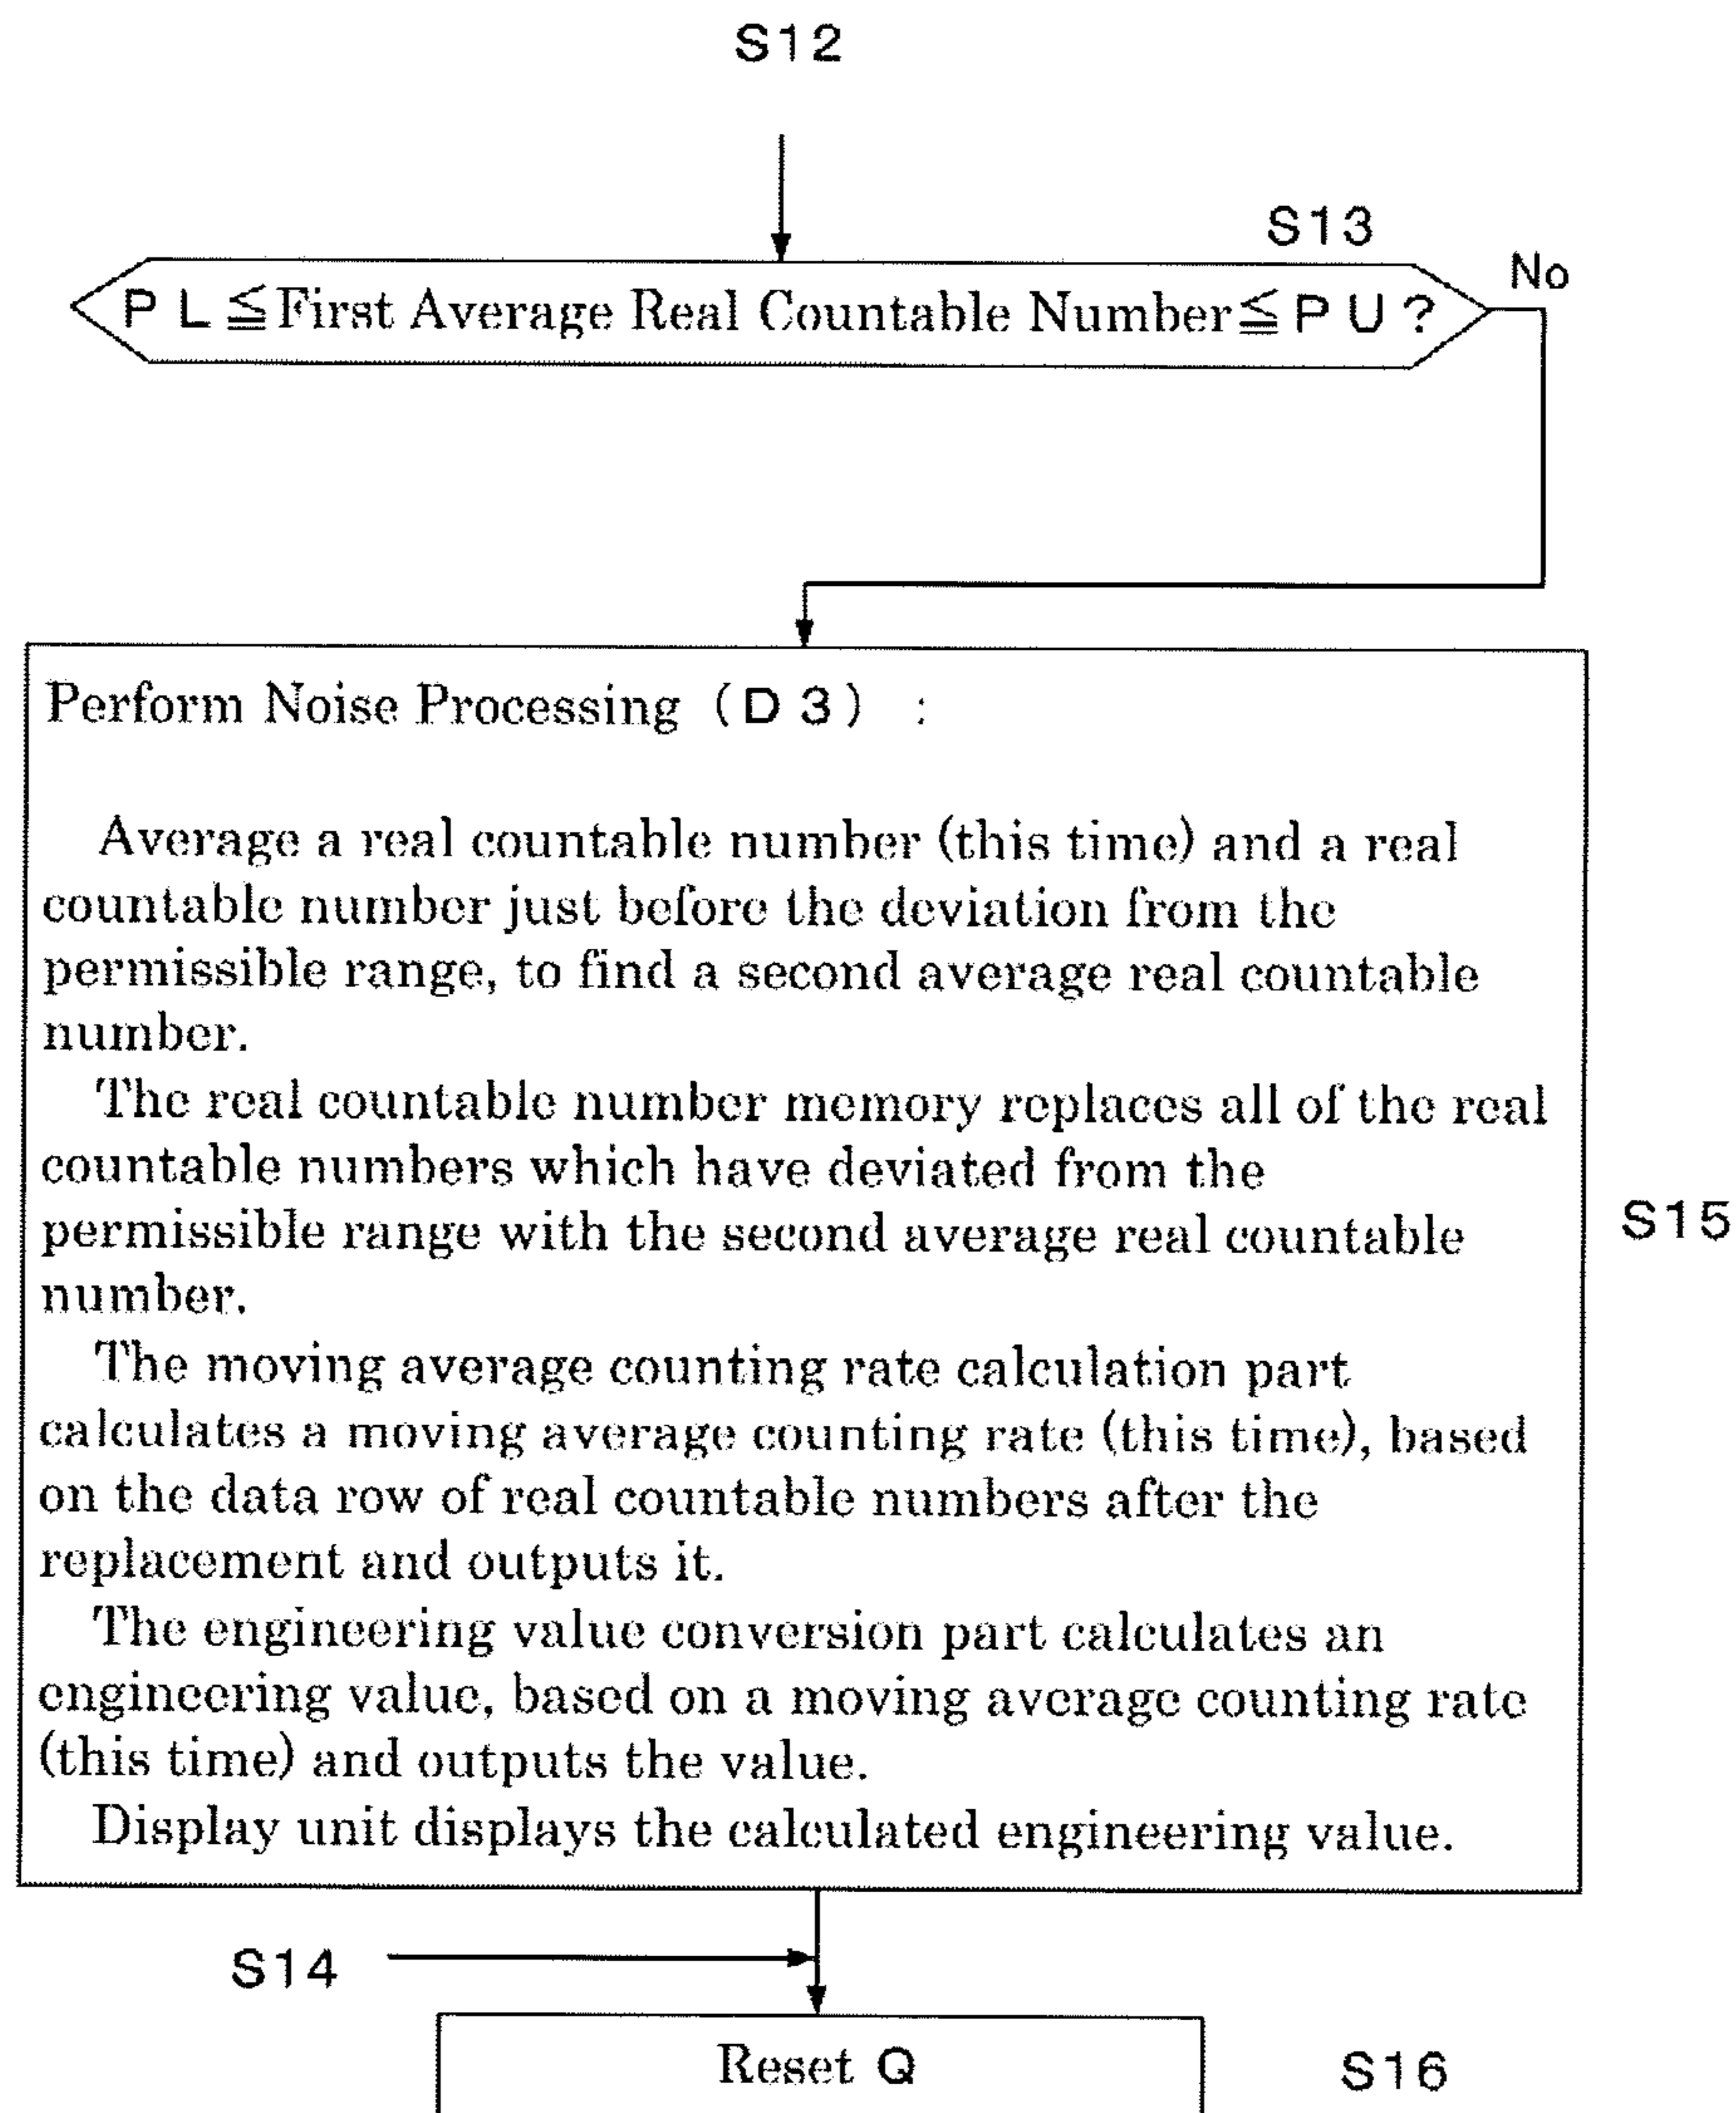 S12
S13
No
PL≦First Average Real Countable Number≦PU?
Perform Noise Processing (D3) :
Average a real countable number (this time) and a real
countable number just before the deviation from the
permissible range, to find a second average real countable
number.
The real countable number memory replaces all of the real
countable numbers which have deviated from the
permissible range with the second average real countable
number.
The moving average counting rate calculation part
calculates a moving average counting rate (this time), based
on the data row of real countable numbers after the
replacement and outputs it.
The engineering value conversion part calculates an
engineering value, based on a moving average counting rate
(this time) and outputs the value.
Display unit displays the calculated engineering value.
S15
S14
Reset Q
S16